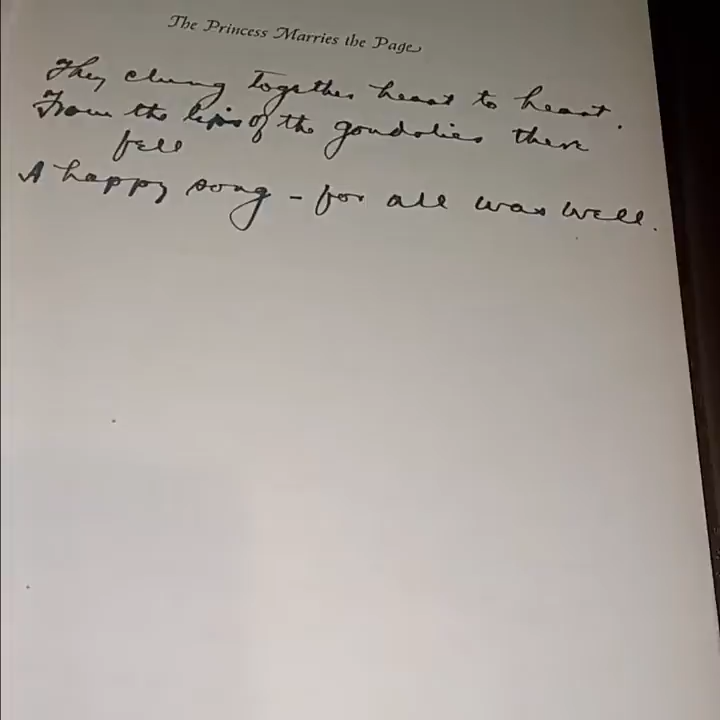 The Princess Marries the Page
They clung together heart to heart.
From the lips of the gondolies there
fell
A happy song - for all was well.